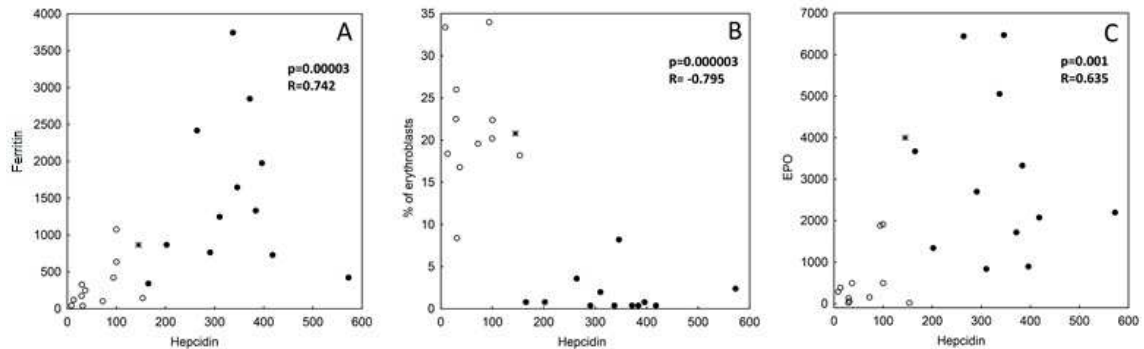 A
p=0.00003
R=0.742
Ferritin
4000
3500
3000
2500
2000
1500
1000
500
0
0 100 200 300 400 500 600
Hepcidin
B
p=0.000003
R= -0.795
% of erythroblasts
35
30
25
20
15
10
5
0
0 100 200 300 400 500 600
Hepcidin
C
p=0.001
R=0.635
EPO
7000
6000
5000
4000
3000
2000
1000
0
0 100 200 300 400 500 600
Hepcidin